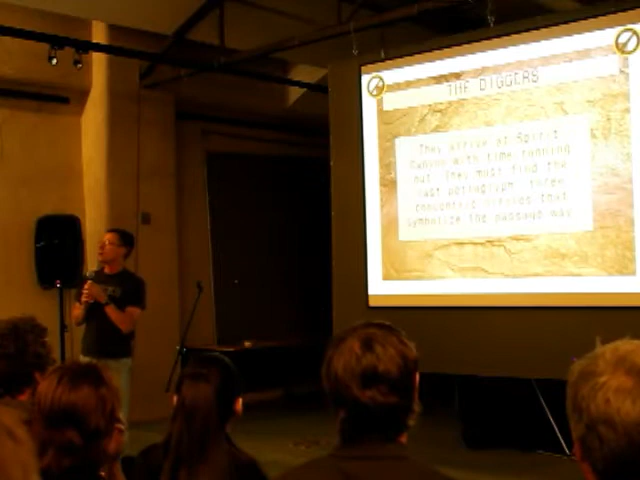 THE DIGGERS
They arrive at Spirit
Canyon with time running
out. They must find the
last petroglyph: three
concentric circles that
symbolize the passage way